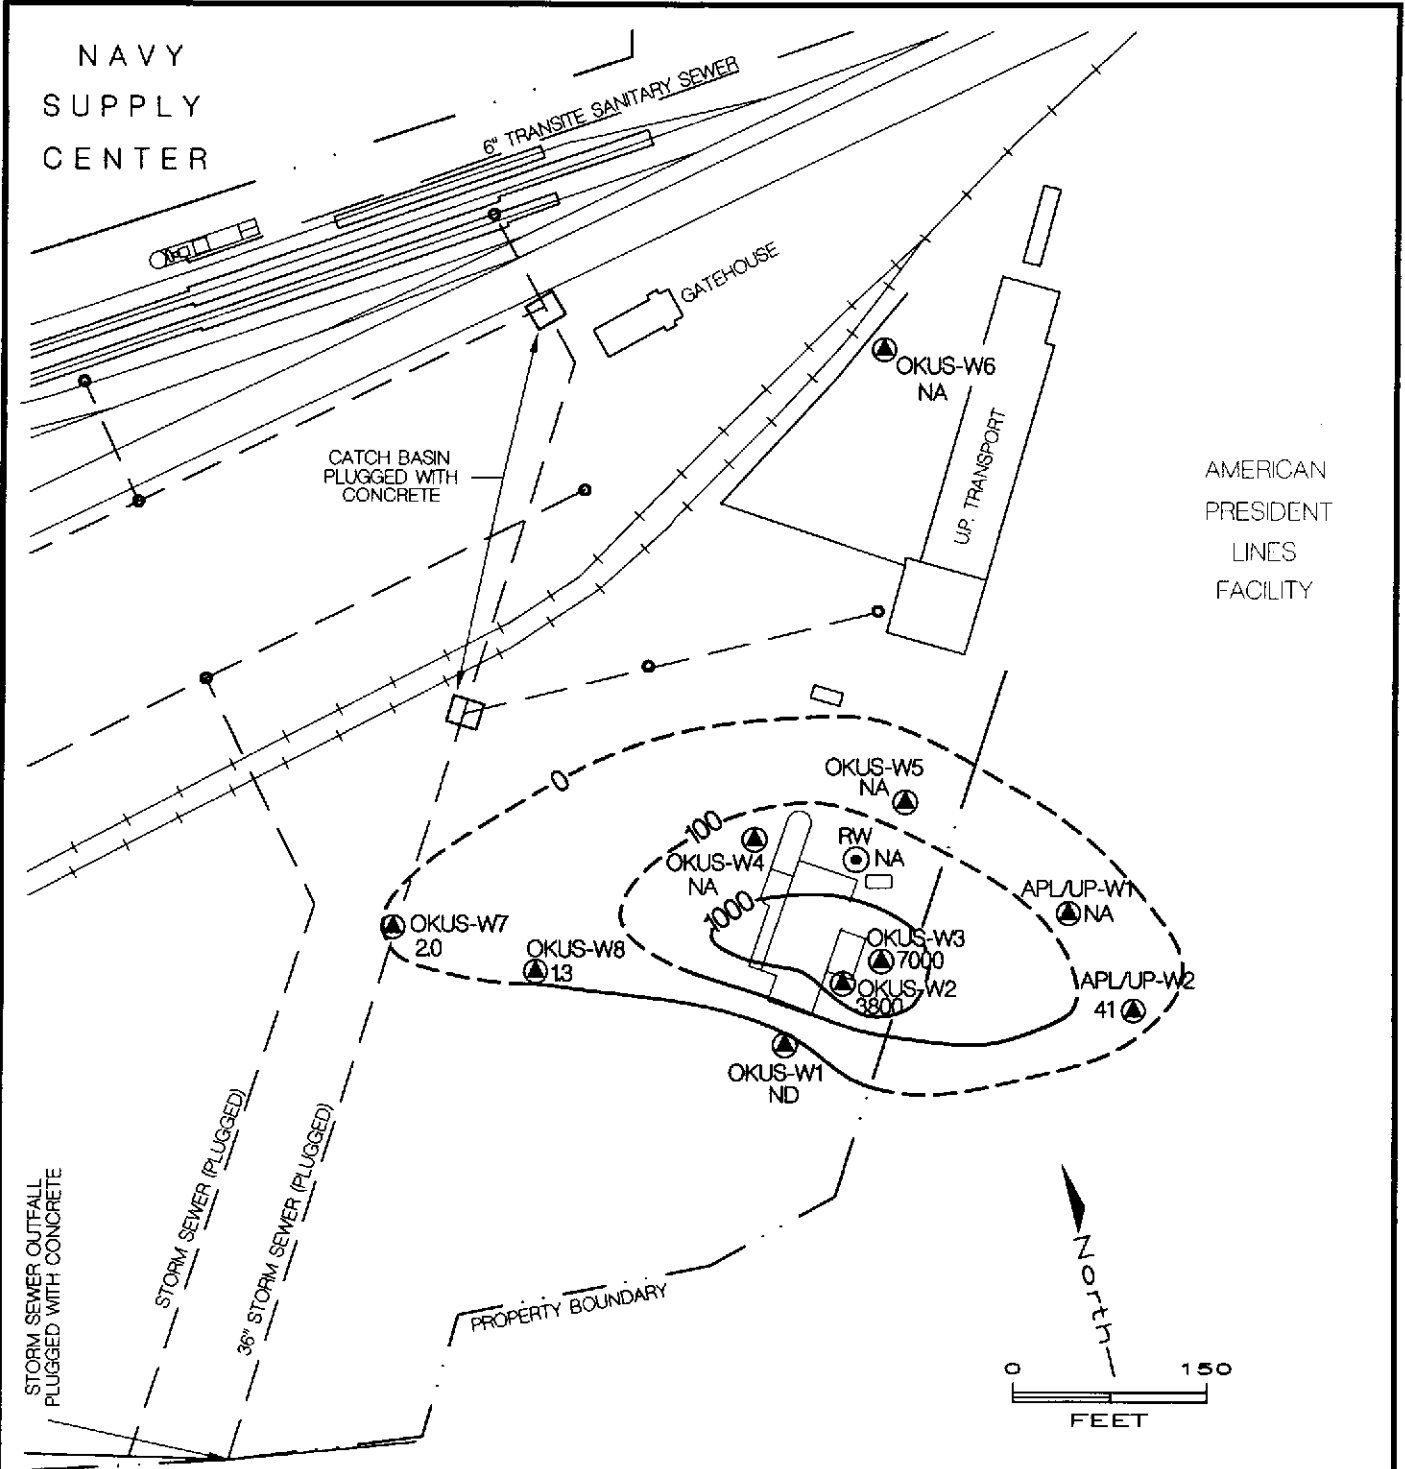 NAVY
SUPPLY
CENTER
6" TRANSITE SANITARY SEWER
GATEHOUSE
OKUS-W6
NA
CATCH BASIN
PLUGGED WITH
CONCRETE
U.P. TRANSPORT
AMERICAN
PRESIDENT
LINES
FACILITY
0
OKUS-W5
NA
100
RW
NA
OKUS-W4
NA
1000
APL/UP-W1
NA
OKUS-W7
2.0
OKUS-W8
1.3
OKUS-W3
7000
OKUS-W2
3800
APL/UP-W2
41
OKUS-W1
ND
STORM SEWER (PLUGGED)
36" STORM SEWER (PLUGGED)
STORM SEWER OUTFALL
PLUGGED WITH CONCRETE
PROPERTY BOUNDARY
North
0 150
FEET